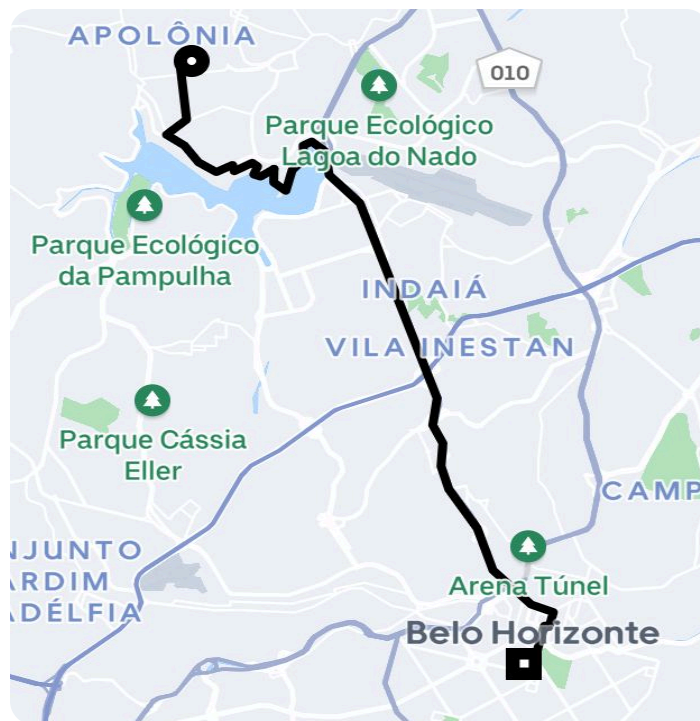 APOLÔNIA
010
Parque Ecológico
Lagoa do Nado
Parque Ecológico
da Pampulha
INDAIÁ
VILA INESTAN
Parque Cássia
Eller
CAMP
NJUNTO
ARDIM
ADÉLFIA
Arena Túnel
Belo Horizonte